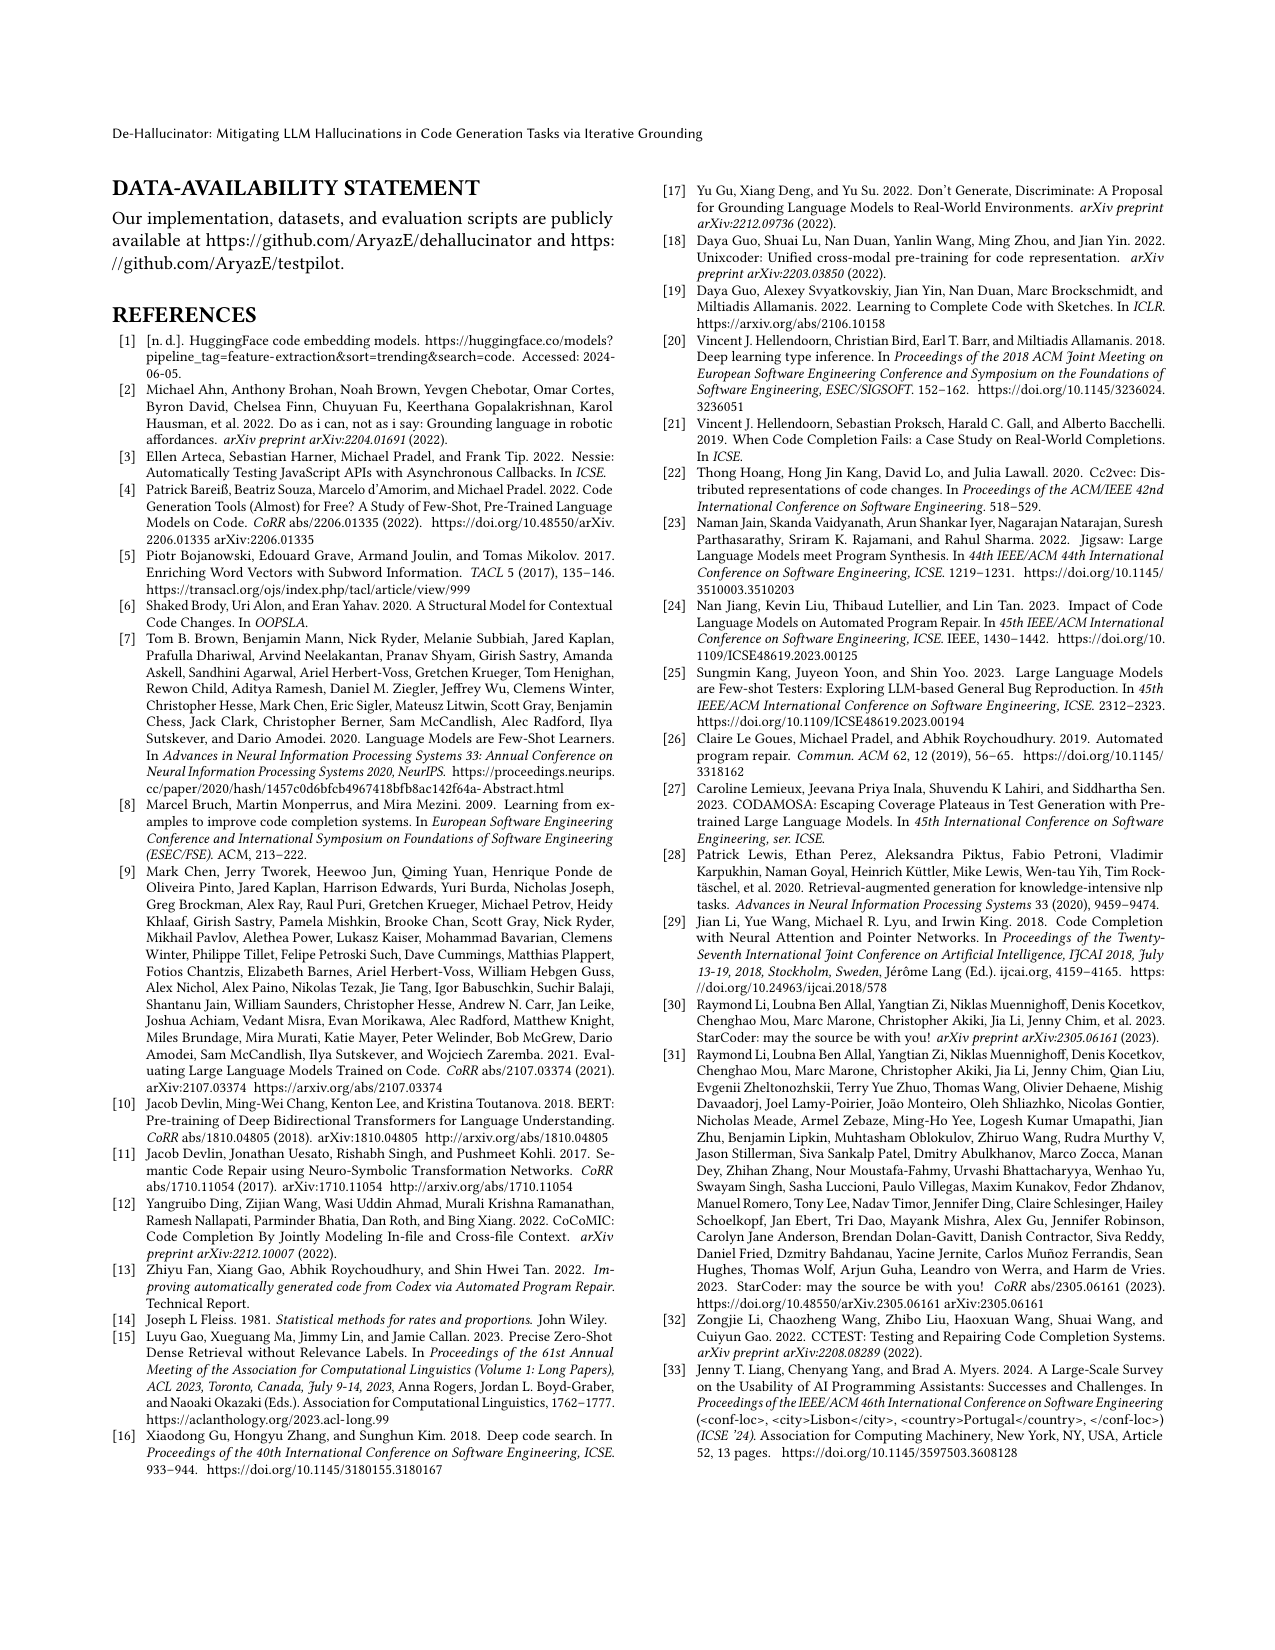 De-Hallucinator: Mitigating LLM Hallucinations in Code Generation Tasks via Iterative Grounding
DATA-AVAILABILITY STATEMENT
Our implementation, datasets, and evaluation scripts are publicly
available at https://github.com/AryazE/dehallucinator and https:
//github.com/AryazE/testpilot.
REFERENCES
[1] [n. d.]. HuggingFace code embedding models. https://huggingface.co/models?
pipeline_tag=feature-extraction&sort=trending&search=code. Accessed: 2024-
06-05.
[2] Michael Ahn, Anthony Brohan, Noah Brown, Yevgen Chebotar, Omar Cortes,
Byron David, Chelsea Finn, Chuyuan Fu, Keerthana Gopalakrishnan, Karol
Hausman, et al. 2022. Do as i can, not as i say: Grounding language in robotic
affordances. arXiv preprint arXiv:2204.01691 (2022).
[3] Ellen Arteca, Sebastian Harner, Michael Pradel, and Frank Tip. 2022. Nessie:
Automatically Testing JavaScript APIs with Asynchronous Callbacks. In ICSE.
[4] Patrick Bareiß, Beatriz Souza, Marcelo d'Amorim, and Michael Pradel. 2022. Code
Generation Tools (Almost) for Free? A Study of Few-Shot, Pre-Trained Language
Models on Code. CoRR abs/2206.01335 (2022). https://doi.org/10.48550/arXiv.
2206.01335 arXiv:2206.01335
[5] Piotr Bojanowski, Edouard Grave, Armand Joulin, and Tomas Mikolov. 2017.
Enriching Word Vectors with Subword Information. TACL 5 (2017), 135–146.
https://transacl.org/ojs/index.php/tacl/article/view/999
[6] Shaked Brody, Uri Alon, and Eran Yahav. 2020. A Structural Model for Contextual
Code Changes. In OOPSLA.
[7] Tom B. Brown, Benjamin Mann, Nick Ryder, Melanie Subbiah, Jared Kaplan,
Prafulla Dhariwal, Arvind Neelakantan, Pranav Shyam, Girish Sastry, Amanda
Askell, Sandhini Agarwal, Ariel Herbert-Voss, Gretchen Krueger, Tom Henighan,
Rewon Child, Aditya Ramesh, Daniel M. Ziegler, Jeffrey Wu, Clemens Winter,
Christopher Hesse, Mark Chen, Eric Sigler, Mateusz Litwin, Scott Gray, Benjamin
Chess, Jack Clark, Christopher Berner, Sam McCandlish, Alec Radford, Ilya
Sutskever, and Dario Amodei. 2020. Language Models are Few-Shot Learners.
In Advances in Neural Information Processing Systems 33: Annual Conference on
Neural Information Processing Systems 2020, NeurIPS. https://proceedings.neurips.
cc/paper/2020/hash/1457c0d6bfcb4967418bfb8ac142f64a-Abstract.html
[8] Marcel Bruch, Martin Monperrus, and Mira Mezini. 2009. Learning from ex-
amples to improve code completion systems. In European Software Engineering
Conference and International Symposium on Foundations of Software Engineering
(ESEC/FSE). ACM, 213–222.
[9] Mark Chen, Jerry Tworek, Heewoo Jun, Qiming Yuan, Henrique Ponde de
Oliveira Pinto, Jared Kaplan, Harrison Edwards, Yuri Burda, Nicholas Joseph,
Greg Brockman, Alex Ray, Raul Puri, Gretchen Krueger, Michael Petrov, Heidy
Khlaaf, Girish Sastry, Pamela Mishkin, Brooke Chan, Scott Gray, Nick Ryder,
Mikhail Pavlov, Alethea Power, Lukasz Kaiser, Mohammad Bavarian, Clemens
Winter, Philippe Tillet, Felipe Petroski Such, Dave Cummings, Matthias Plappert,
Fotios Chantzis, Elizabeth Barnes, Ariel Herbert-Voss, William Hebgen Guss,
Alex Nichol, Alex Paino, Nikolas Tezak, Jie Tang, Igor Babuschkin, Suchir Balaji,
Shantanu Jain, William Saunders, Christopher Hesse, Andrew N. Carr, Jan Leike,
Joshua Achiam, Vedant Misra, Evan Morikawa, Alec Radford, Matthew Knight,
Miles Brundage, Mira Murati, Katie Mayer, Peter Welinder, Bob McGrew, Dario
Amodei, Sam McCandlish, Ilya Sutskever, and Wojciech Zaremba. 2021. Eval-
uating Large Language Models Trained on Code. CoRR abs/2107.03374 (2021).
arXiv:2107.03374 https://arxiv.org/abs/2107.03374
[10] Jacob Devlin, Ming-Wei Chang, Kenton Lee, and Kristina Toutanova. 2018. BERT:
Pre-training of Deep Bidirectional Transformers for Language Understanding.
CoRR abs/1810.04805 (2018). arXiv:1810.04805 http://arxiv.org/abs/1810.04805
[11] Jacob Devlin, Jonathan Uesato, Rishabh Singh, and Pushmeet Kohli. 2017. Se-
mantic Code Repair using Neuro-Symbolic Transformation Networks. CoRR
abs/1710.11054 (2017). arXiv:1710.11054 http://arxiv.org/abs/1710.11054
[12] Yangruibo Ding, Zijian Wang, Wasi Uddin Ahmad, Murali Krishna Ramanathan,
Ramesh Nallapati, Parminder Bhatia, Dan Roth, and Bing Xiang. 2022. CoCoMIC:
Code Completion By Jointly Modeling In-file and Cross-file Context. arXiv
preprint arXiv:2212.10007 (2022).
[13] Zhiyu Fan, Xiang Gao, Abhik Roychoudhury, and Shin Hwei Tan. 2022. Im-
proving automatically generated code from Codex via Automated Program Repair.
Technical Report.
[14] Joseph L Fleiss. 1981. Statistical methods for rates and proportions. John Wiley.
[15] Luyu Gao, Xueguang Ma, Jimmy Lin, and Jamie Callan. 2023. Precise Zero-Shot
Dense Retrieval without Relevance Labels. In Proceedings of the 61st Annual
Meeting of the Association for Computational Linguistics (Volume 1: Long Papers),
ACL 2023, Toronto, Canada, July 9-14, 2023, Anna Rogers, Jordan L. Boyd-Graber,
and Naoaki Okazaki (Eds.). Association for Computational Linguistics, 1762–1777.
https://aclanthology.org/2023.acl-long.99
[16] Xiaodong Gu, Hongyu Zhang, and Sunghun Kim. 2018. Deep code search. In
Proceedings of the 40th International Conference on Software Engineering, ICSE.
933–944. https://doi.org/10.1145/3180155.3180167
[17] Yu Gu, Xiang Deng, and Yu Su. 2022. Don't Generate, Discriminate: A Proposal
for Grounding Language Models to Real-World Environments. arXiv preprint
arXiv:2212.09736 (2022).
[18] Daya Guo, Shuai Lu, Nan Duan, Yanlin Wang, Ming Zhou, and Jian Yin. 2022.
Unixcoder: Unified cross-modal pre-training for code representation. arXiv
preprint arXiv:2203.03850 (2022).
[19] Daya Guo, Alexey Svyatkovskiy, Jian Yin, Nan Duan, Marc Brockschmidt, and
Miltiadis Allamanis. 2022. Learning to Complete Code with Sketches. In ICLR.
https://arxiv.org/abs/2106.10158
[20] Vincent J. Hellendoorn, Christian Bird, Earl T. Barr, and Miltiadis Allamanis. 2018.
Deep learning type inference. In Proceedings of the 2018 ACM Joint Meeting on
European Software Engineering Conference and Symposium on the Foundations of
Software Engineering, ESEC/SIGSOFT. 152–162. https://doi.org/10.1145/3236024.
3236051
[21] Vincent J. Hellendoorn, Sebastian Proksch, Harald C. Gall, and Alberto Bacchelli.
2019. When Code Completion Fails: a Case Study on Real-World Completions.
In ICSE.
[22] Thong Hoang, Hong Jin Kang, David Lo, and Julia Lawall. 2020. Cc2vec: Dis-
tributed representations of code changes. In Proceedings of the ACM/IEEE 42nd
International Conference on Software Engineering. 518–529.
[23] Naman Jain, Skanda Vaidyanath, Arun Shankar Iyer, Nagarajan Natarajan, Suresh
Parthasarathy, Sriram K. Rajamani, and Rahul Sharma. 2022. Jigsaw: Large
Language Models meet Program Synthesis. In 44th IEEE/ACM 44th International
Conference on Software Engineering, ICSE. 1219–1231. https://doi.org/10.1145/
3510003.3510203
[24] Nan Jiang, Kevin Liu, Thibaud Lutellier, and Lin Tan. 2023. Impact of Code
Language Models on Automated Program Repair. In 45th IEEE/ACM International
Conference on Software Engineering, ICSE. IEEE, 1430–1442. https://doi.org/10.
1109/ICSE48619.2023.00125
[25] Sungmin Kang, Juyeon Yoon, and Shin Yoo. 2023. Large Language Models
are Few-shot Testers: Exploring LLM-based General Bug Reproduction. In 45th
IEEE/ACM International Conference on Software Engineering, ICSE. 2312–2323.
https://doi.org/10.1109/ICSE48619.2023.00194
[26] Claire Le Goues, Michael Pradel, and Abhik Roychoudhury. 2019. Automated
program repair. Commun. ACM 62, 12 (2019), 56–65. https://doi.org/10.1145/
3318162
[27] Caroline Lemieux, Jeevana Priya Inala, Shuvendu K Lahiri, and Siddhartha Sen.
2023. CODAMOSA: Escaping Coverage Plateaus in Test Generation with Pre-
trained Large Language Models. In 45th International Conference on Software
Engineering, ser. ICSE.
[28] Patrick Lewis, Ethan Perez, Aleksandra Piktus, Fabio Petroni, Vladimir
Karpukhin, Naman Goyal, Heinrich Küttler, Mike Lewis, Wen-tau Yih, Tim Rock-
täschel, et al. 2020. Retrieval-augmented generation for knowledge-intensive nlp
tasks. Advances in Neural Information Processing Systems 33 (2020), 9459–9474.
[29] Jian Li, Yue Wang, Michael R. Lyu, and Irwin King. 2018. Code Completion
with Neural Attention and Pointer Networks. In Proceedings of the Twenty-
Seventh International Joint Conference on Artificial Intelligence, IJCAI 2018, July
13-19, 2018, Stockholm, Sweden, Jérôme Lang (Ed.). ijcai.org, 4159–4165. https:
//doi.org/10.24963/ijcai.2018/578
[30] Raymond Li, Loubna Ben Allal, Yangtian Zi, Niklas Muennighoff, Denis Kocetkov,
Chenghao Mou, Marc Marone, Christopher Akiki, Jia Li, Jenny Chim, et al. 2023.
StarCoder: may the source be with you! arXiv preprint arXiv:2305.06161 (2023).
[31] Raymond Li, Loubna Ben Allal, Yangtian Zi, Niklas Muennighoff, Denis Kocetkov,
Chenghao Mou, Marc Marone, Christopher Akiki, Jia Li, Jenny Chim, Qian Liu,
Evgenii Zheltonozhskii, Terry Yue Zhuo, Thomas Wang, Olivier Dehaene, Mishig
Davaadorj, Joel Lamy-Poirier, João Monteiro, Oleh Shliazhko, Nicolas Gontier,
Nicholas Meade, Armel Zebaze, Ming-Ho Yee, Logesh Kumar Umapathi, Jian
Zhu, Benjamin Lipkin, Muhtasham Oblokulov, Zhiruo Wang, Rudra Murthy V,
Jason Stillerman, Siva Sankalp Patel, Dmitry Abulkhanov, Marco Zocca, Manan
Dey, Zhihan Zhang, Nour Moustafa-Fahmy, Urvashi Bhattacharyya, Wenhao Yu,
Swayam Singh, Sasha Luccioni, Paulo Villegas, Maxim Kunakov, Fedor Zhdanov,
Manuel Romero, Tony Lee, Nadav Timor, Jennifer Ding, Claire Schlesinger, Hailey
Schoelkopf, Jan Ebert, Tri Dao, Mayank Mishra, Alex Gu, Jennifer Robinson,
Carolyn Jane Anderson, Brendan Dolan-Gavitt, Danish Contractor, Siva Reddy,
Daniel Fried, Dzmitry Bahdanau, Yacine Jernite, Carlos Muñoz Ferrandis, Sean
Hughes, Thomas Wolf, Arjun Guha, Leandro von Werra, and Harm de Vries.
2023. StarCoder: may the source be with you! CoRR abs/2305.06161 (2023).
https://doi.org/10.48550/arXiv.2305.06161 arXiv:2305.06161
[32] Zongjie Li, Chaozheng Wang, Zhibo Liu, Haoxuan Wang, Shuai Wang, and
Cuiyun Gao. 2022. CCTEST: Testing and Repairing Code Completion Systems.
arXiv preprint arXiv:2208.08289 (2022).
[33] Jenny T. Liang, Chenyang Yang, and Brad A. Myers. 2024. A Large-Scale Survey
on the Usability of AI Programming Assistants: Successes and Challenges. In
Proceedings of the IEEE/ACM 46th International Conference on Software Engineering
(<conf-loc>, <city>Lisbon</city>, <country>Portugal</country>, </conf-loc>)
(ICSE '24). Association for Computing Machinery, New York, NY, USA, Article
52, 13 pages. https://doi.org/10.1145/3597503.3608128